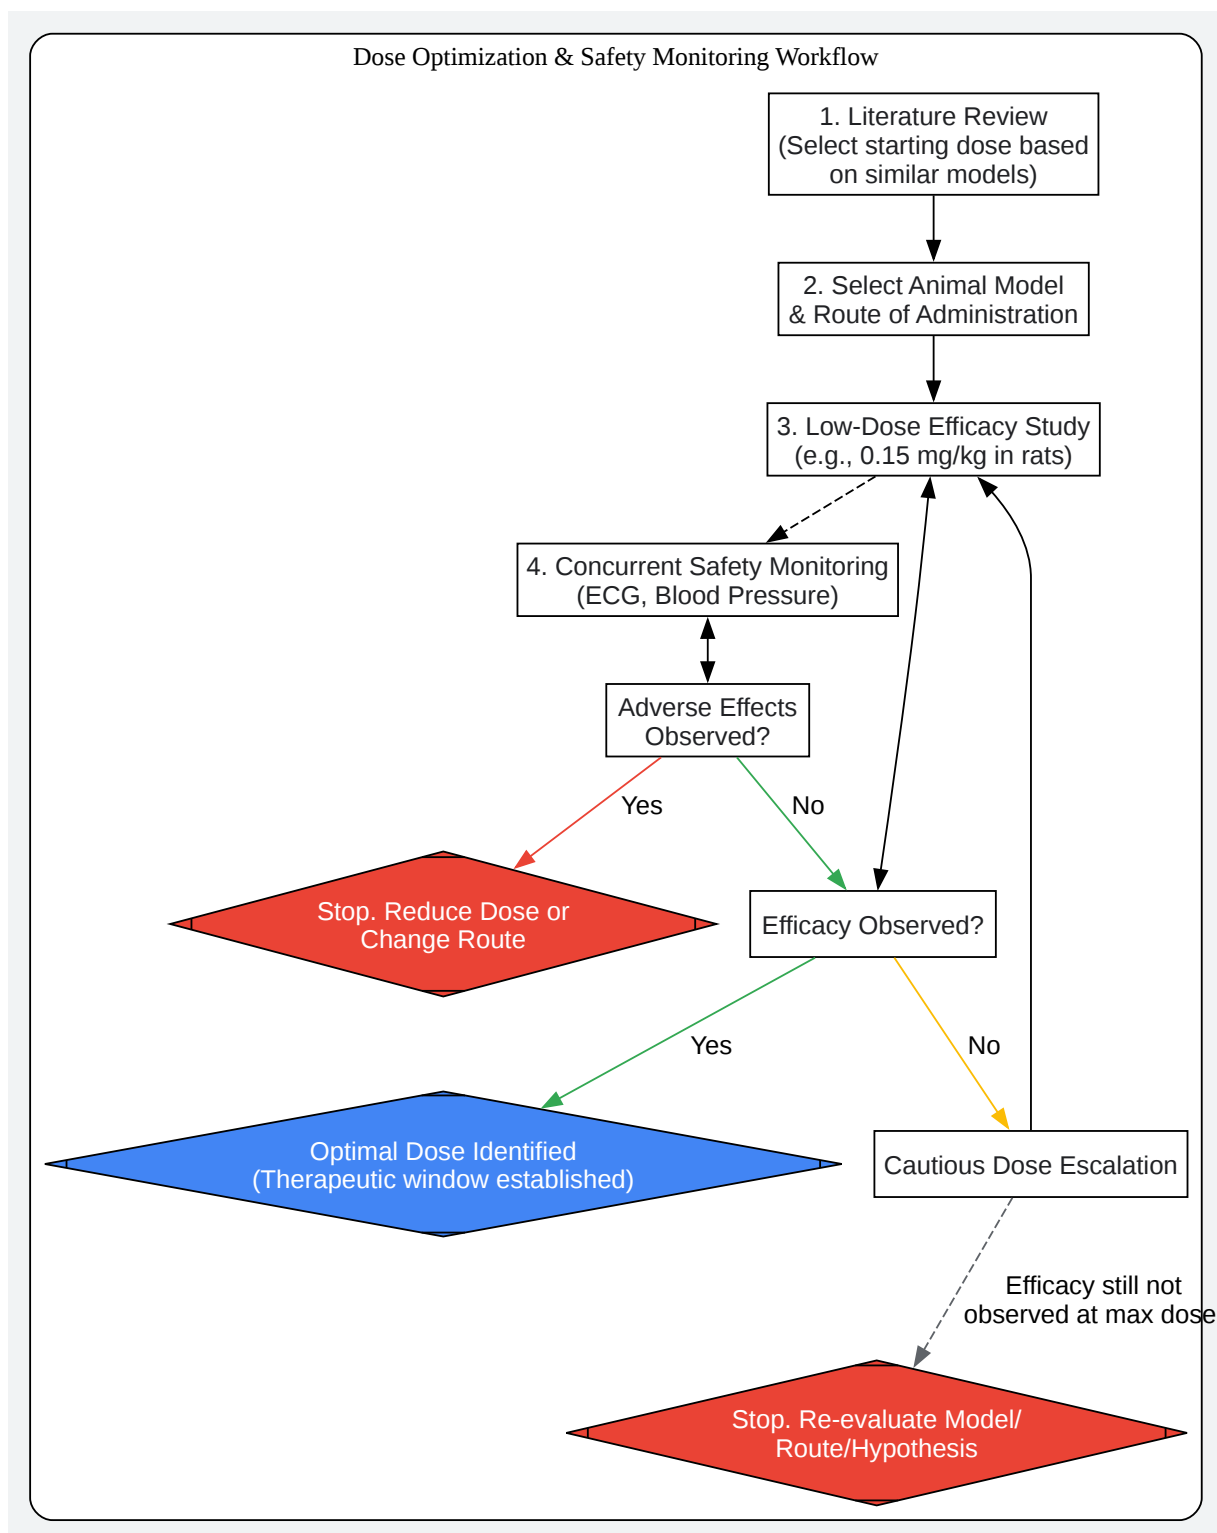 Dose Optimization & Safety Monitoring Workflow
1. Literature Review
(Select starting dose based
on similar models)
2. Select Animal Model
& Route of Administration
3. Low-Dose Efficacy Study
(e.g., 0.15 mg/kg in rats)
4. Concurrent Safety Monitoring
(ECG, Blood Pressure)
Adverse Effects
Observed?
Yes
No
Stop. Reduce Dose or
Change Route
Efficacy Observed?
Yes
No
Optimal Dose Identified
(Therapeutic window established)
Cautious Dose Escalation
Efficacy still not
observed at max dose
Stop. Re-evaluate Model/
Route/Hypothesis